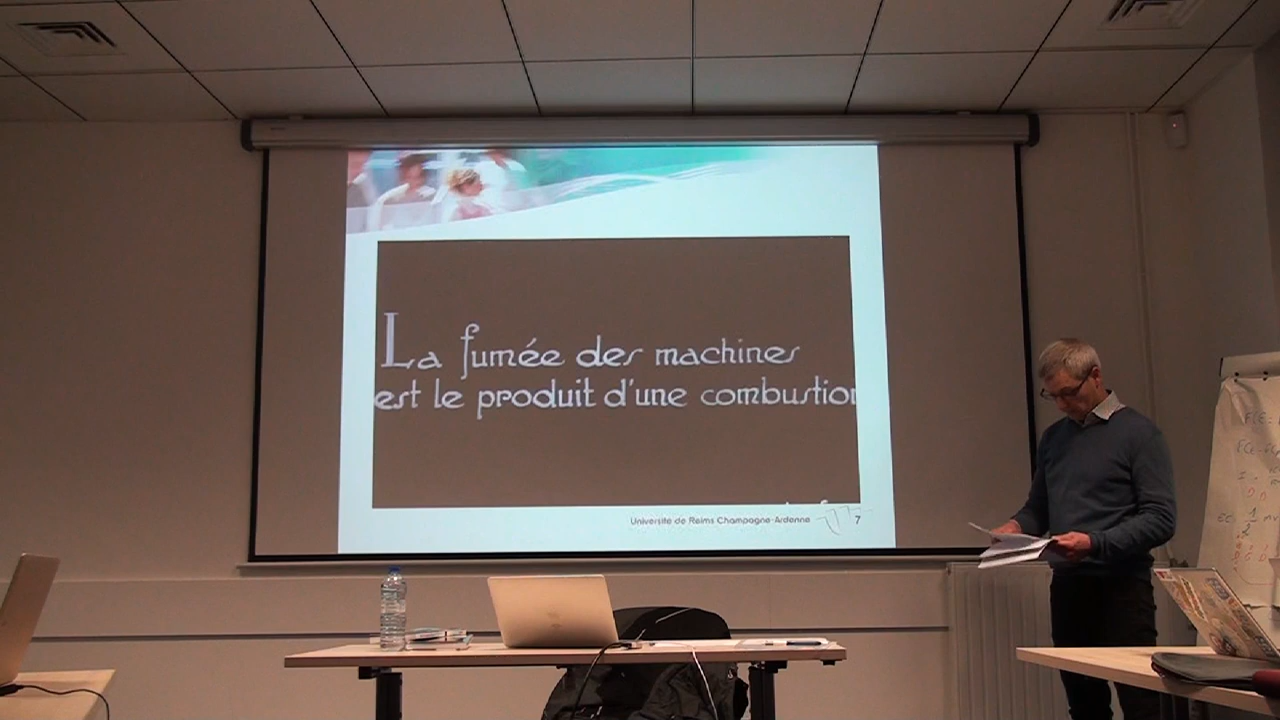 La fumée des machines
est le produit d'une combustion
Université de Reims Champagne-Ardenne
7